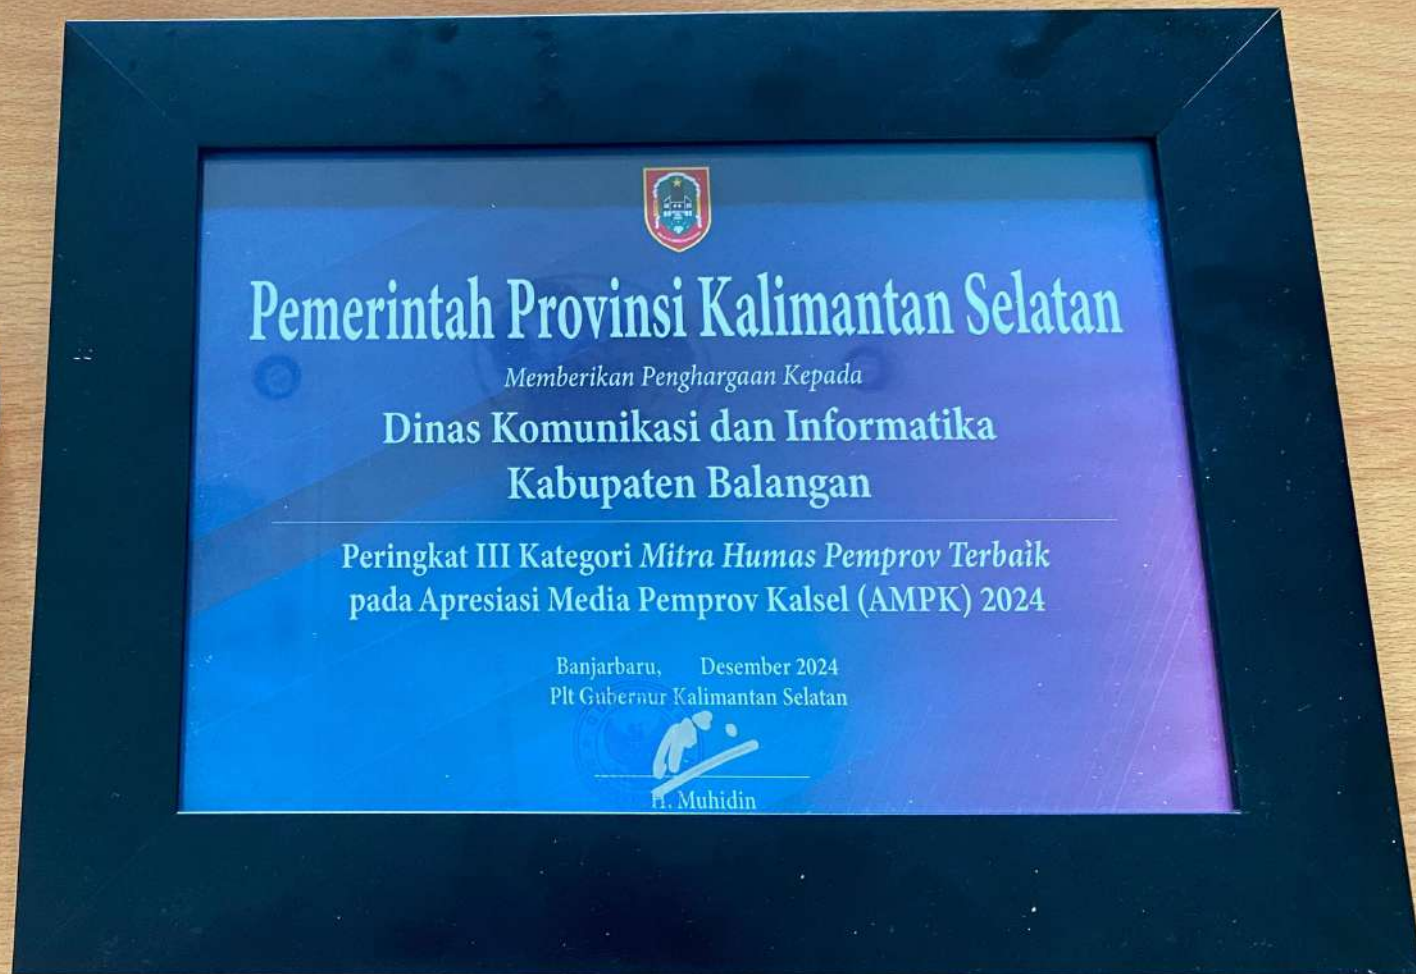 Pemerintah Provinsi Kalimantan Selatan
Memberikan Penghargaan Kepada
Dinas Komunikasi dan Informatika
Kabupaten Balangan
Peringkat III Kategori Mitra Humas Pemprov Terbaik
pada Apresiasi Media Pemprov Kalsel (AMPK) 2024
Banjarbaru, Desember 2024
Plt Gubernur Kalimantan Selatan
H. Muhidin